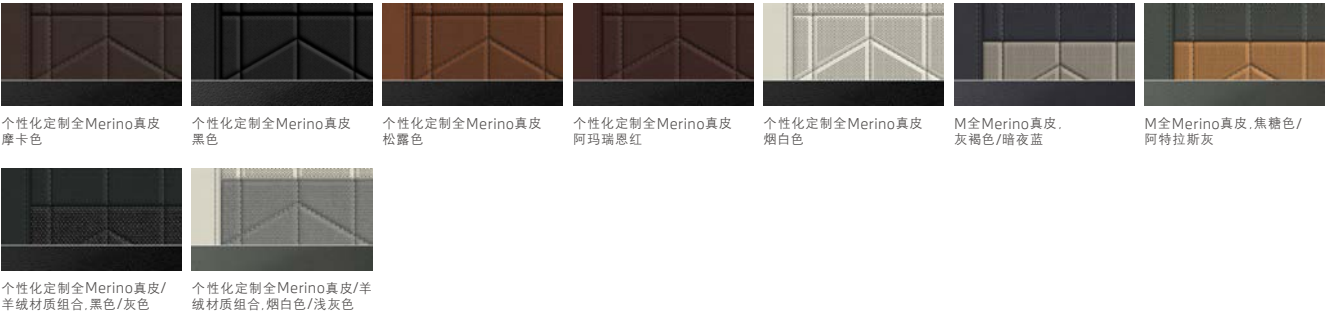 个性化定制全Merino真皮
摩卡色
个性化定制全Merino真皮
黑色
个性化定制全Merino真皮
松露色
个性化定制全Merino真皮
阿玛瑞恩红
个性化定制全Merino真皮
烟白色
M全Merino真皮,
灰褐色/暗夜蓝
M全Merino真皮,焦糖色/
阿特拉斯灰
个性化定制全Merino真皮/
羊绒材质组合,黑色/灰色
个性化定制全Merino真皮/羊
绒材质组合,烟白色/浅灰色